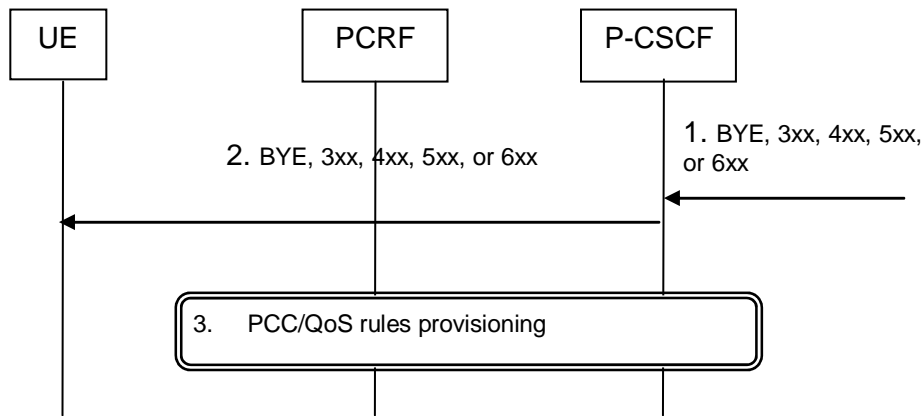 UE
PCRF
P-CSCF
1. BYE, 3xx, 4xx, 5xx,
or 6xx
2. BYE, 3xx, 4xx, 5xx, or 6xx
3. PCC/QoS rules provisioning